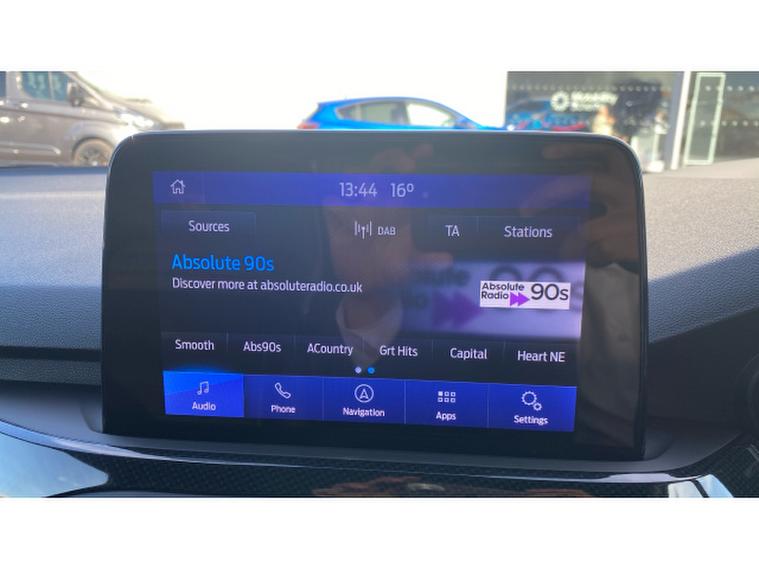 13:44 16°
Sources DAB TA Stations
Absolute 90s
Discover more at absoluteradio.co.uk
Absolute
Radio 90s
Smooth Abs90s ACountry Grt Hits Capital Heart NE
Audio Phone Navigation Apps Settings